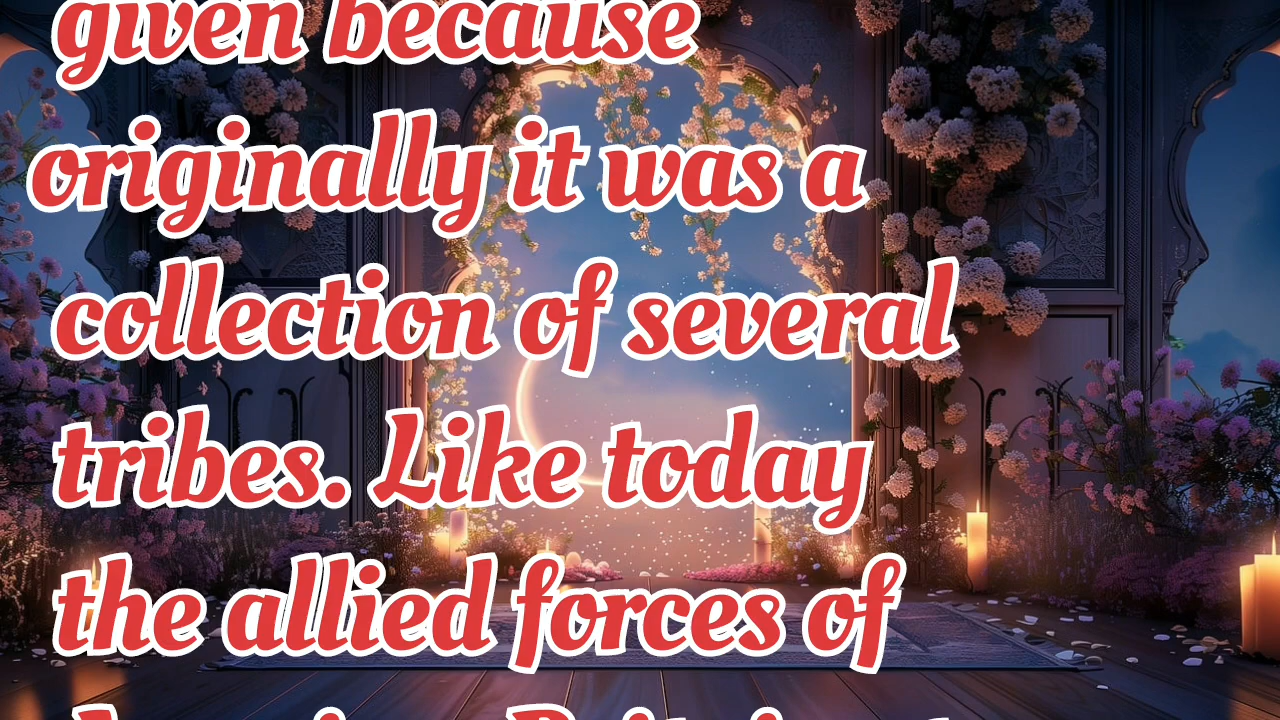 given because
originally it was a
collection of several
tribes. Like today
the allied forces of